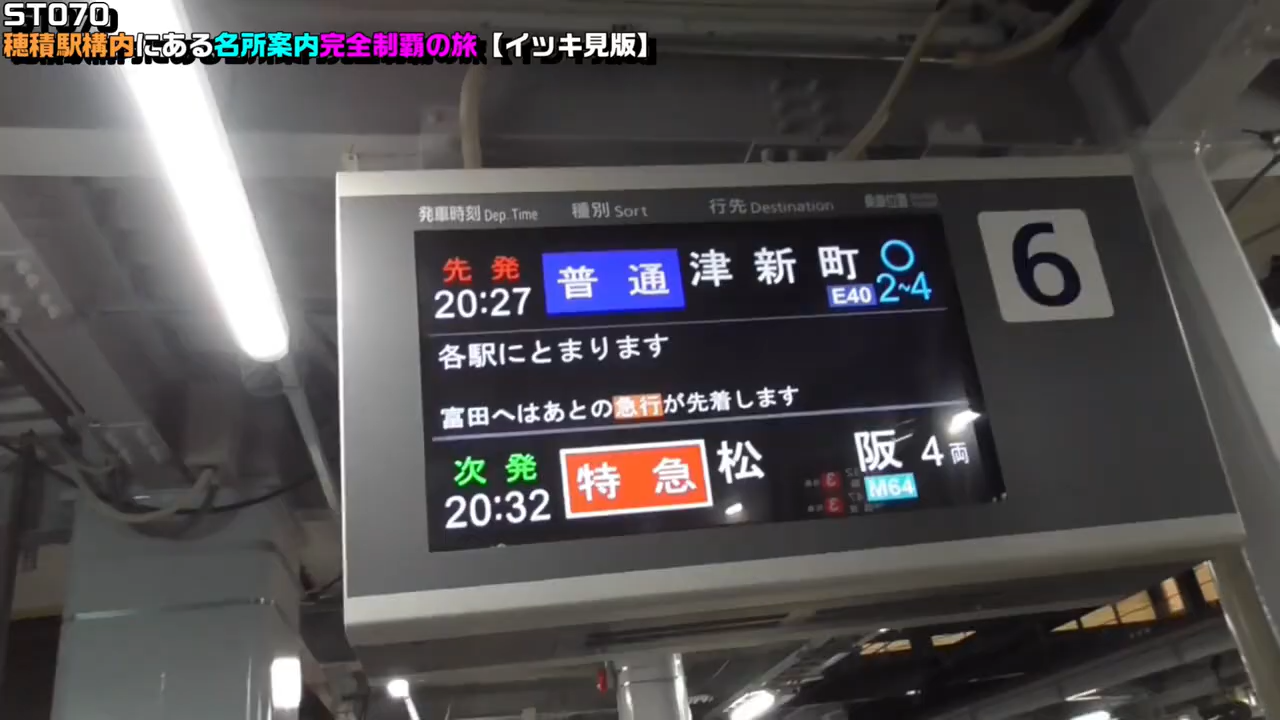 ST070
穂積駅構内にある名所案内完全制覇の旅【イツキ見版】
発車時刻 Dep. Time 種別 Sort 行先 Destination
6
先発
20:27 普通 津新町 ○ 2~4
E40
各駅にとまります
富田へはあとの急行が先着します
次発
20:32 特急 松阪 4両
M64